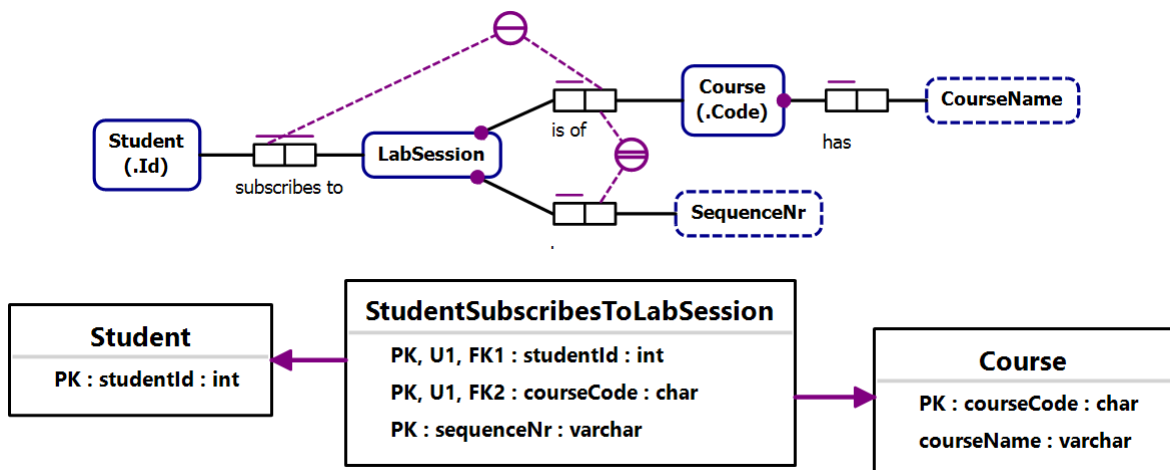 Student
(.Id)
subscribes to
LabSession
is of
Course
(.Code)
has
CourseName
SequenceNr
.
Student
PK : studentId : int
StudentSubscribesToLabSession
PK, U1, FK1 : studentId : int
PK, U1, FK2 : courseCode : char
PK : sequenceNr : varchar
Course
PK : courseCode : char
courseName : varchar